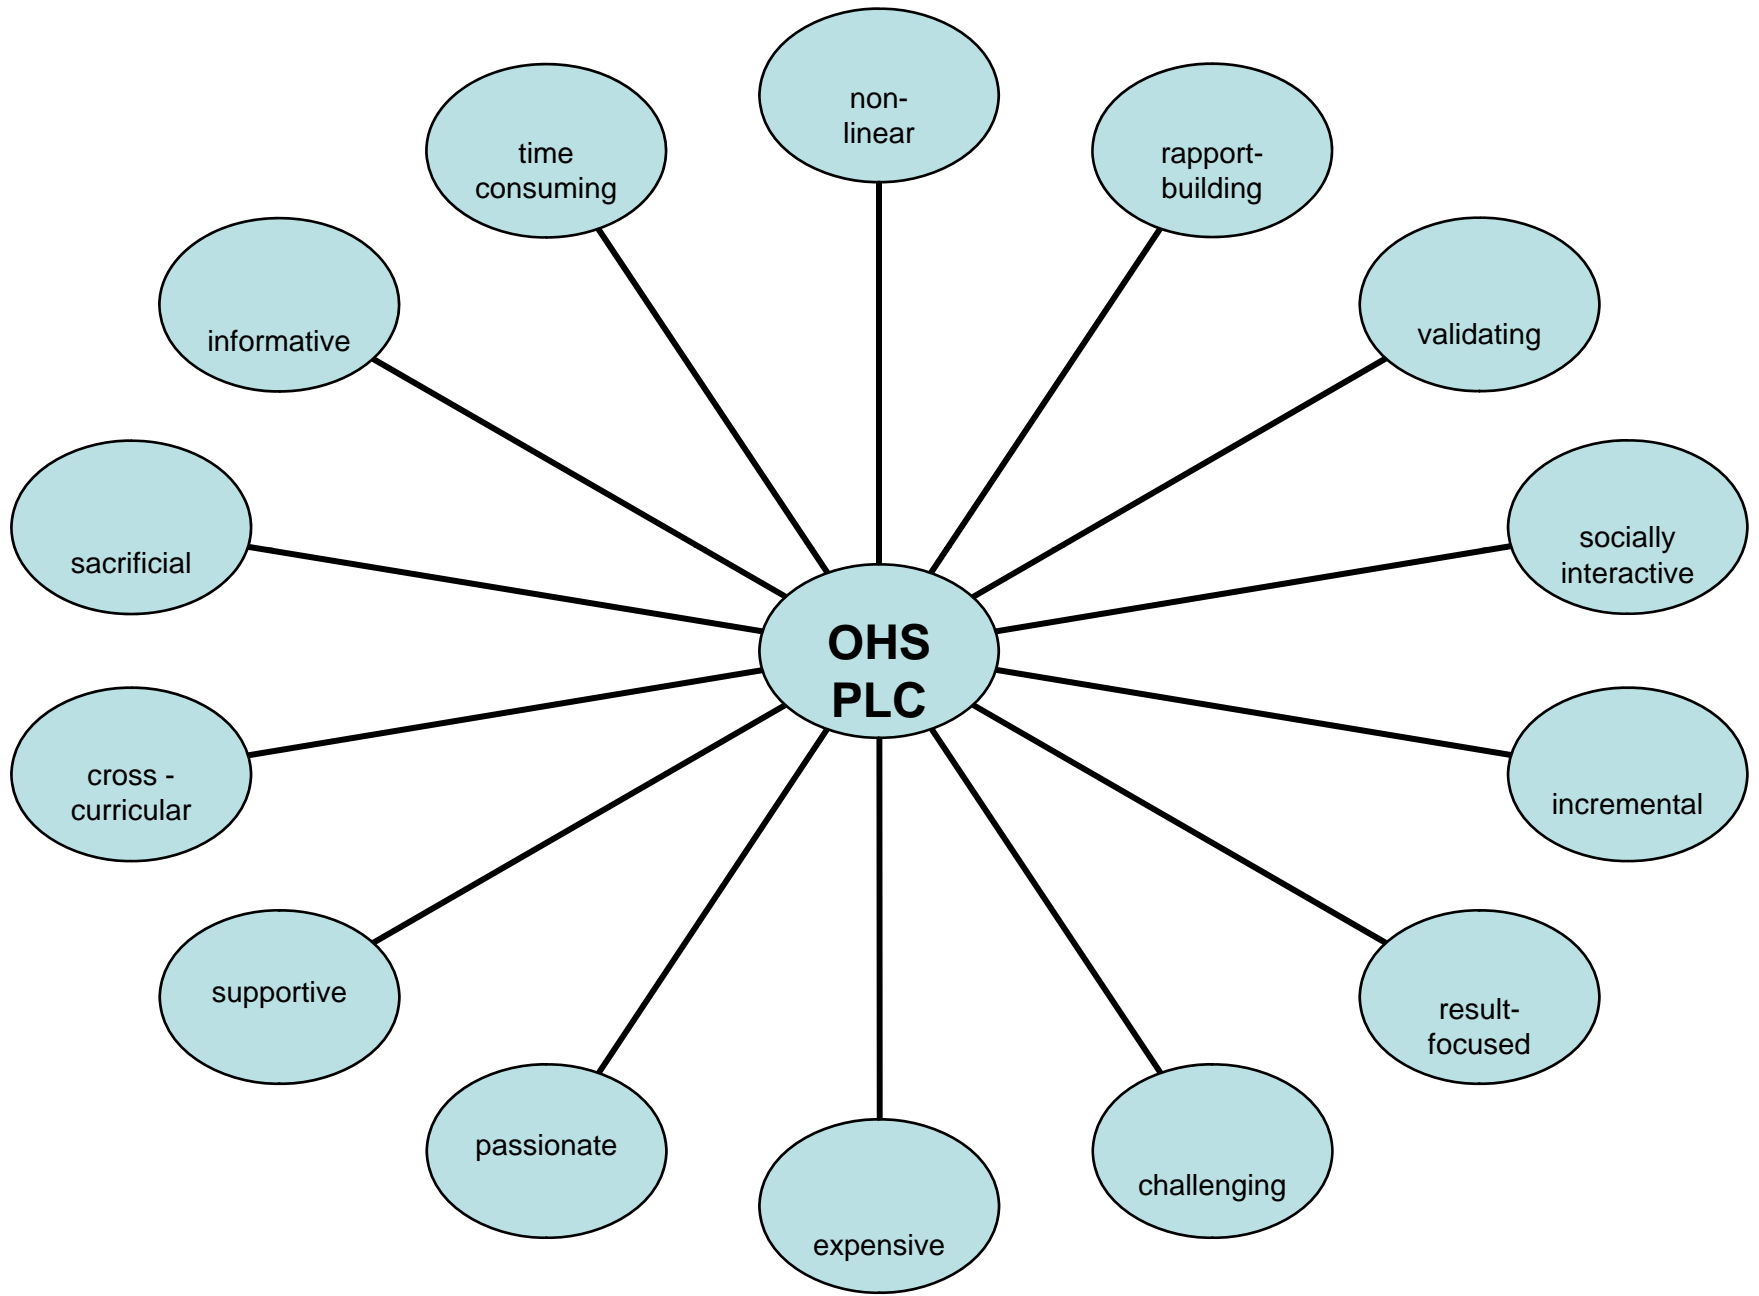 non-
linear
time
consuming
rapport-
building
informative
validating
sacrificial
socially
interactive
OHS
PLC
cross -
curricular
incremental
supportive
result-
focused
passionate
challenging
expensive